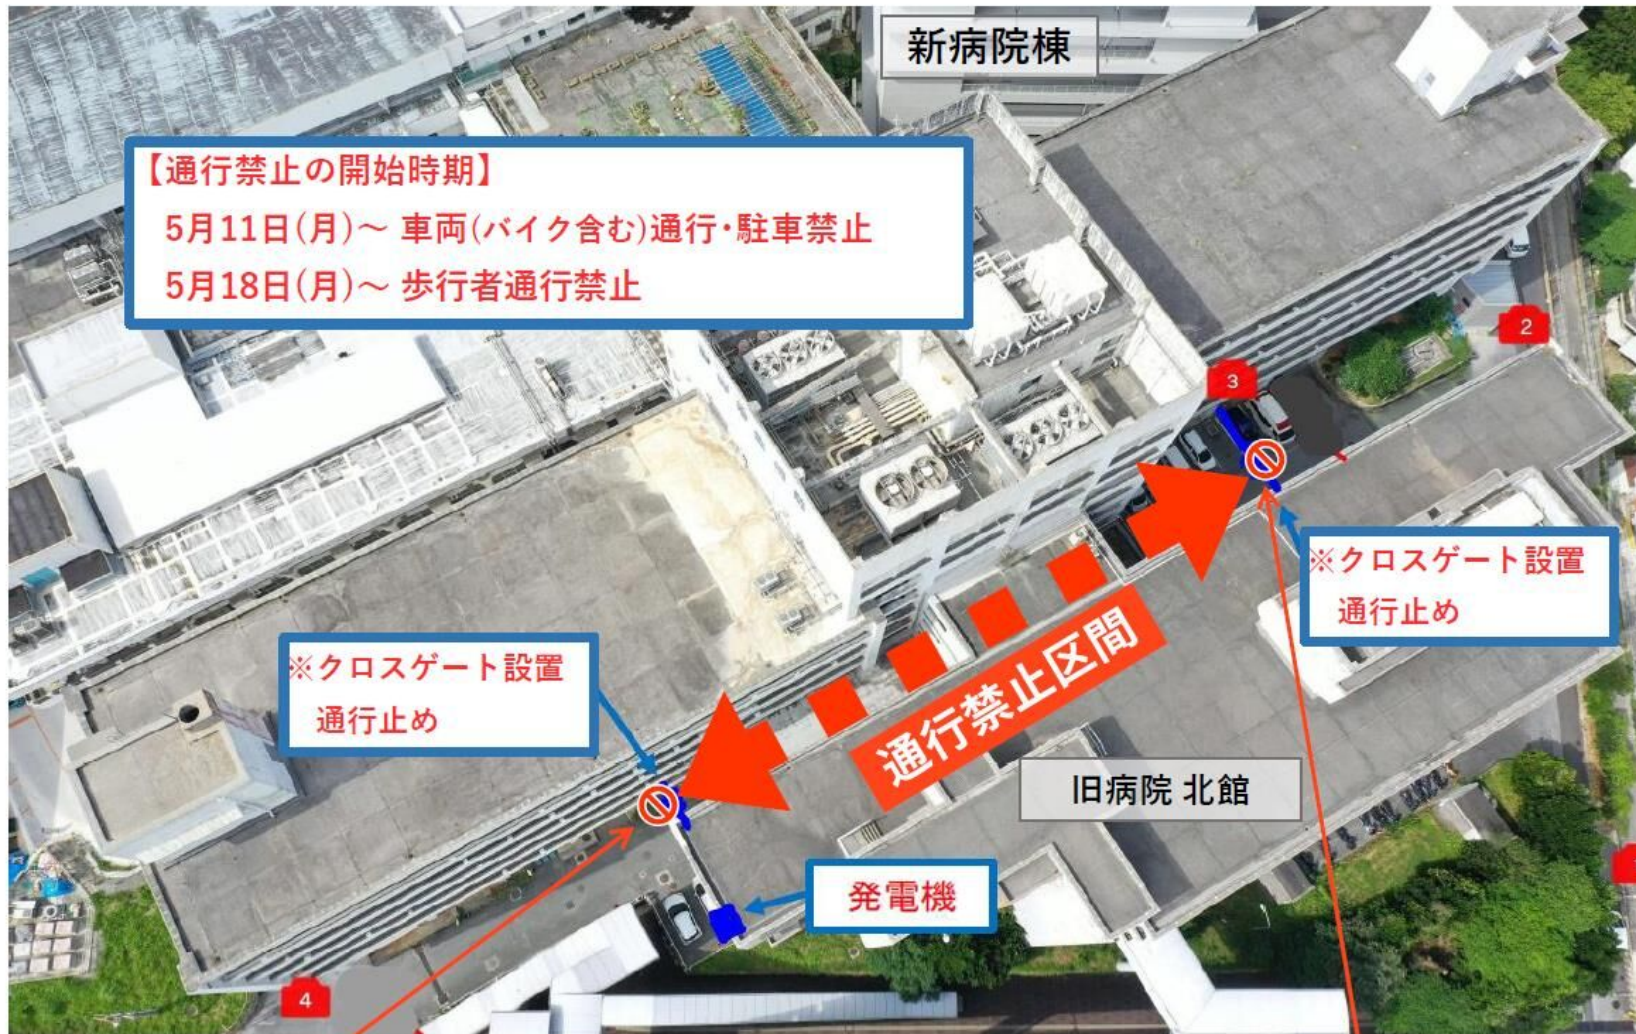 新病院棟
【通行禁止の開始時期】
5月11日(月)～ 車両(バイク含む)通行・駐車禁止
5月18日(月)～ 歩行者通行禁止
2
3
※クロスゲート設置
通行止め
※クロスゲート設置
通行止め
通行禁止区間
旧病院 北館
発電機
4